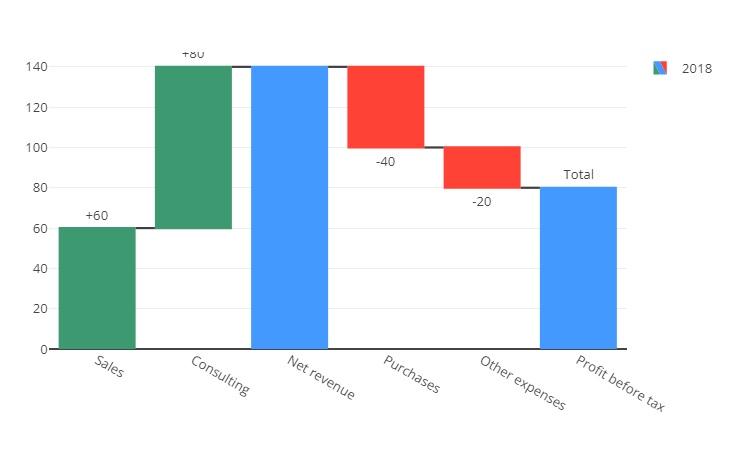 +80
140
2018
120
100
-40
Total
80
-20
+60
60
40
20
0
Sales
Consulting
Net revenue
Purchases
Other expenses
Profit before tax